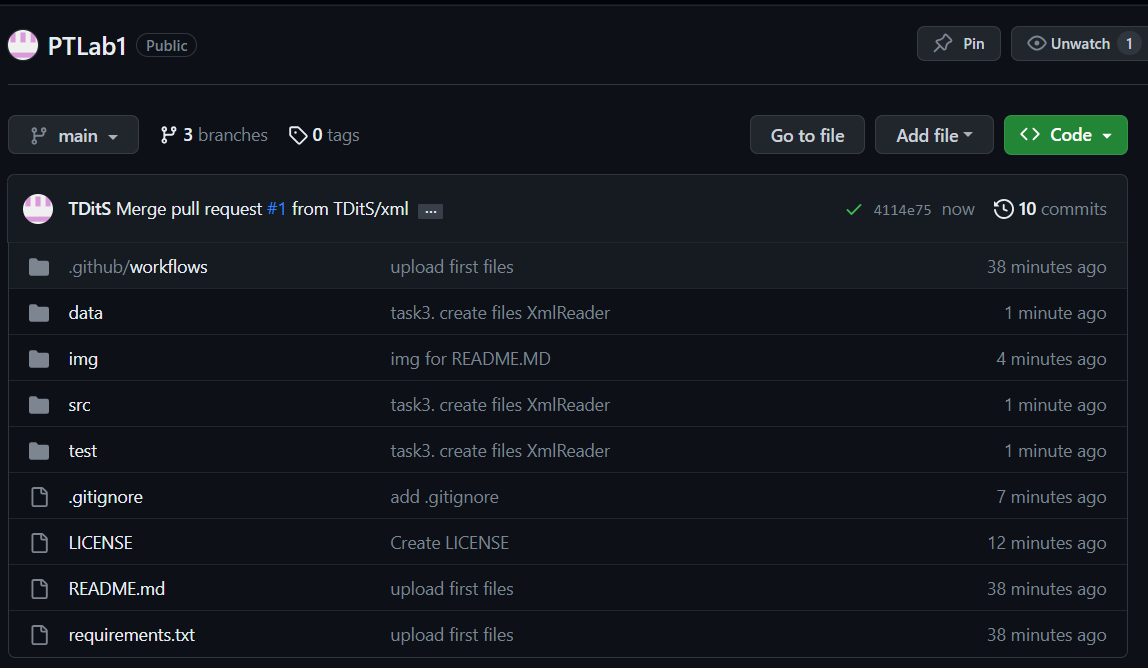 PTLab1 Public Pin Unwatch 1
main 3 branches 0 tags Go to file Add file Code
TDitS Merge pull request #1 from TDitS/xml ... 4114e75 now 10 commits
.github/workflows upload first files 38 minutes ago
data task3. create files XmlReader 1 minute ago
img img for README.MD 4 minutes ago
src task3. create files XmlReader 1 minute ago
test task3. create files XmlReader 1 minute ago
.gitignore add .gitignore 7 minutes ago
LICENSE Create LICENSE 12 minutes ago
README.md upload first files 38 minutes ago
requirements.txt upload first files 38 minutes ago